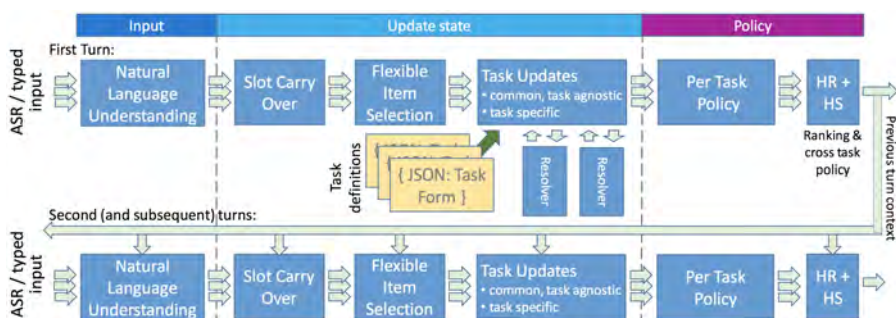 Input
Update state
Policy
First Turn:
ASR / typed
input
Natural
Language
Understanding
Slot Carry
Over
Flexible
Item
Selection
Task Updates
• common, task agnostic
• task specific
Per Task
Policy
HR +
HS
Ranking &
cross task
policy
Previous turn context
Task
definitions
{ JSON: Task
Form }
Resolver
Resolver
Second (and subsequent) turns:
ASR / typed
input
Natural
Language
Understanding
Slot Carry
Over
Flexible
Item
Selection
Task Updates
• common, task agnostic
• task specific
Per Task
Policy
HR +
HS